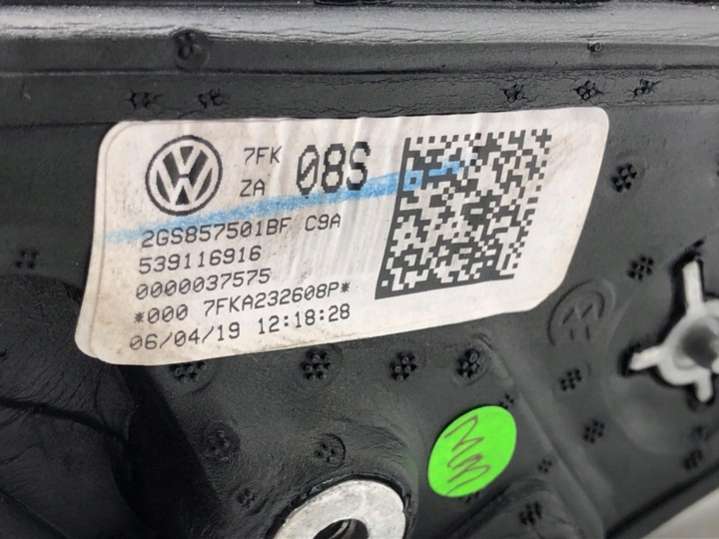 7FK 08S
ZA
2GS857501BF C9A
539116916
0000037575
*000 7FKA232608P*
06/04/19 12:18:28